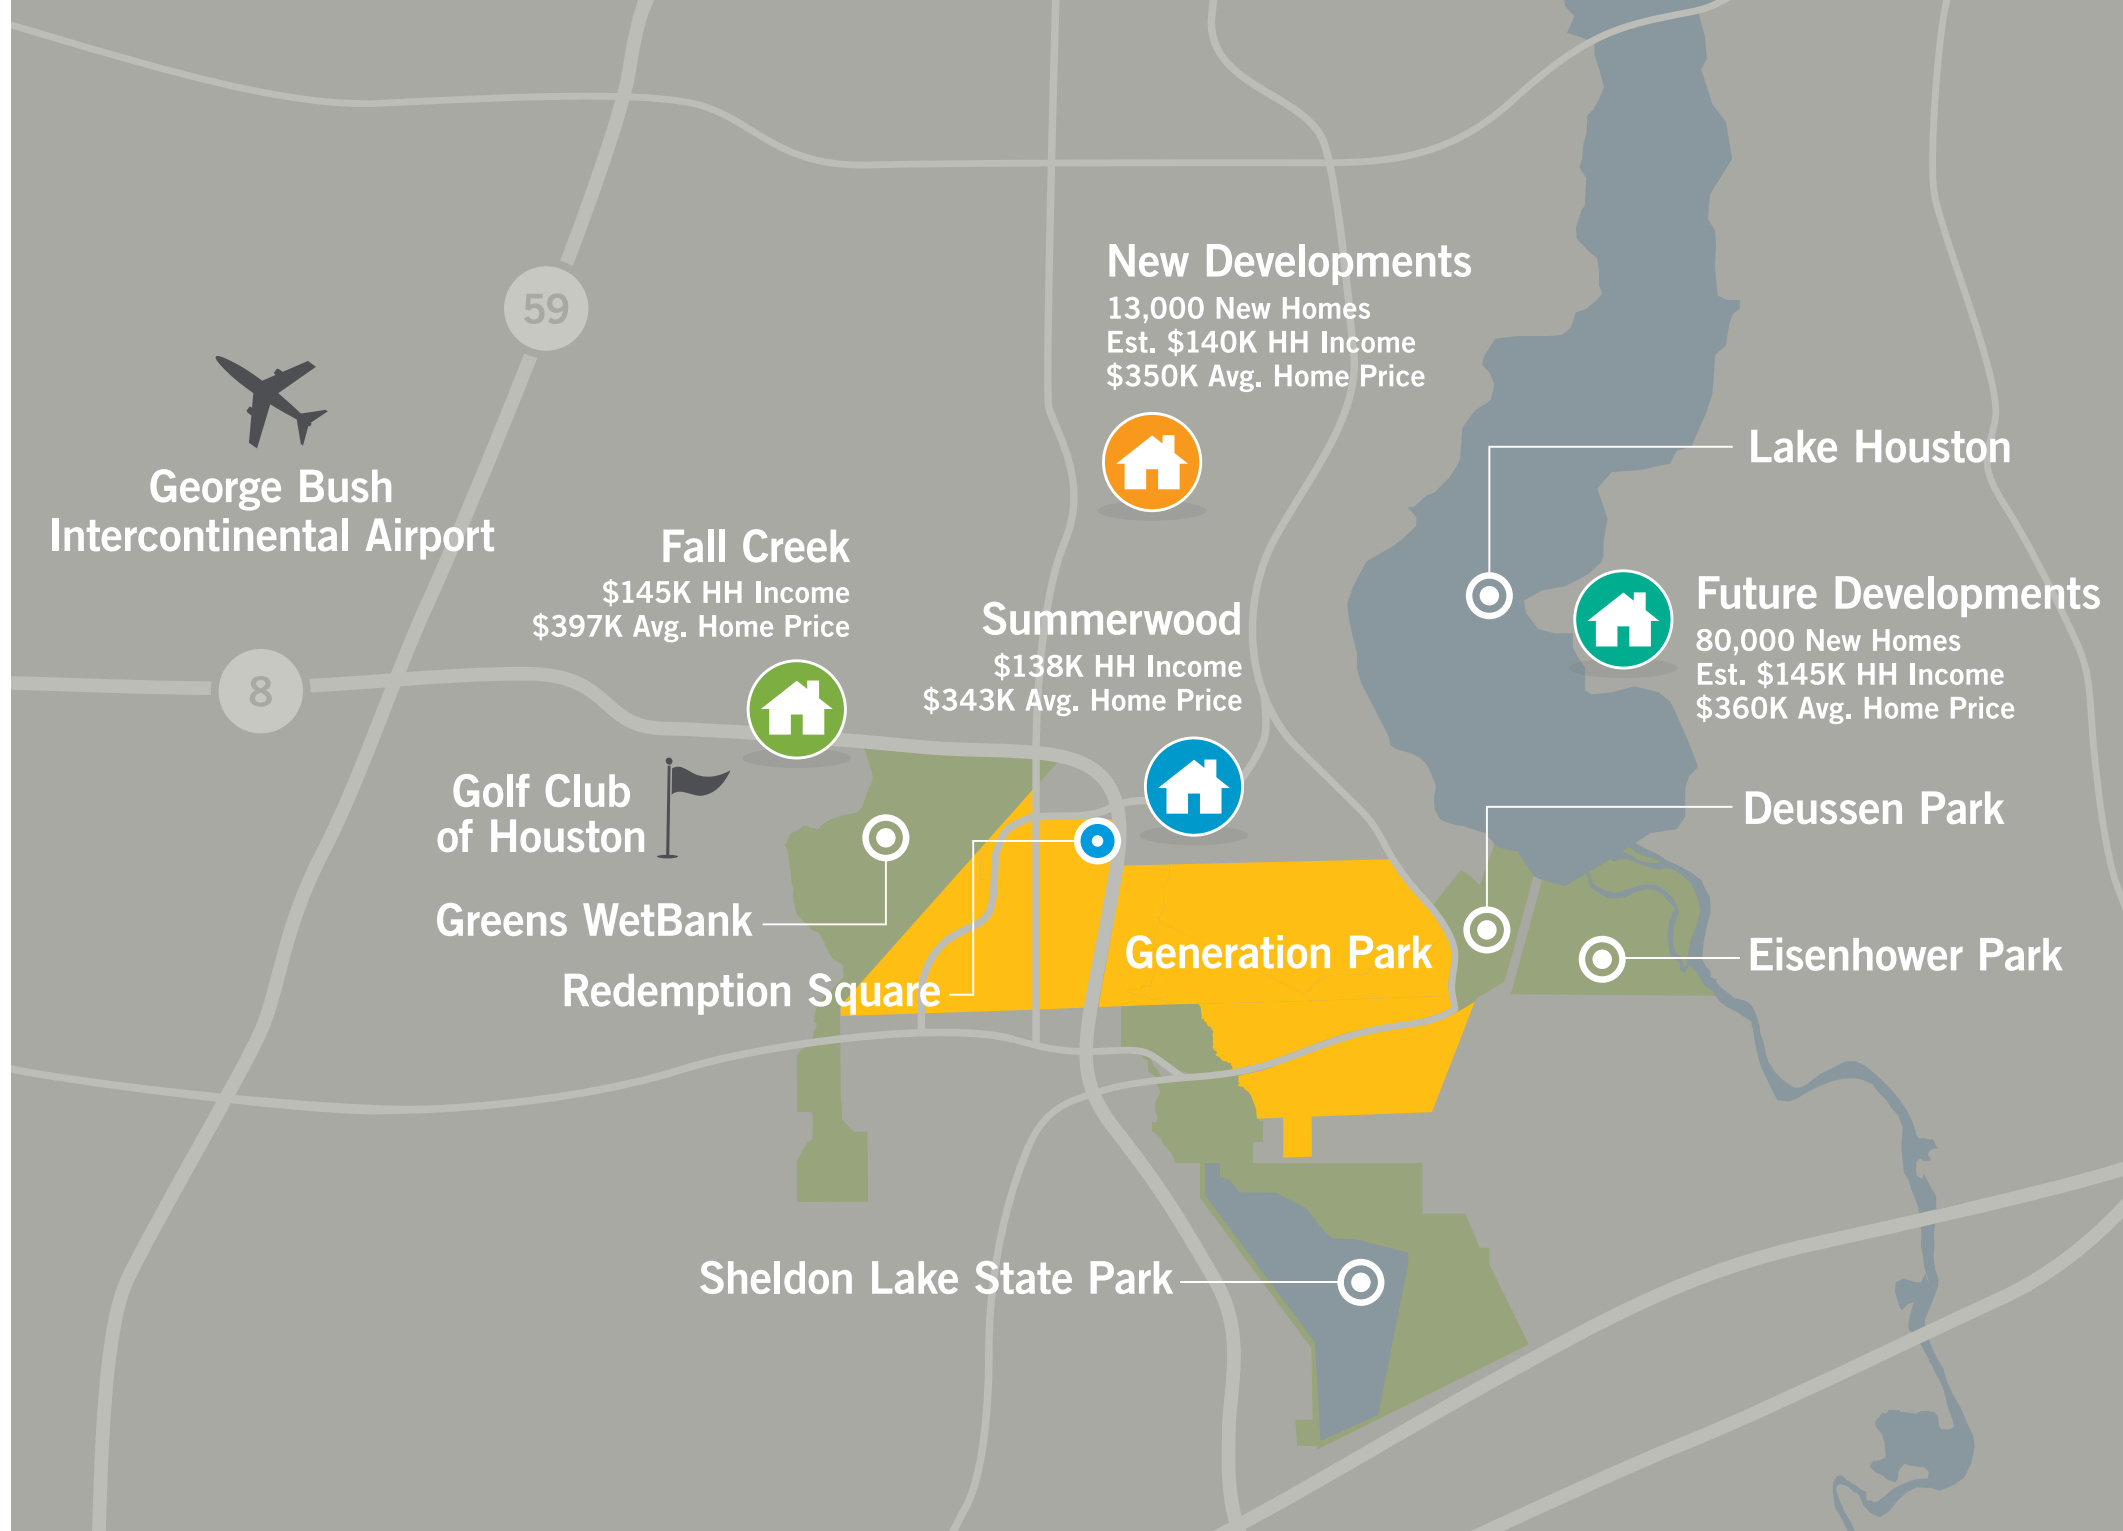 New Developments
13,000 New Homes
Est. $140K HH Income
$350K Avg. Home Price
59
George Bush
Intercontinental Airport
Lake Houston
Fall Creek
$145K HH Income
$397K Avg. Home Price
Summerwood
$138K HH Income
$343K Avg. Home Price
Future Developments
80,000 New Homes
Est. $145K HH Income
$360K Avg. Home Price
8
Golf Club
of Houston
Deussen Park
Greens WetBank
Generation Park
Eisenhower Park
Redemption Square
Sheldon Lake State Park